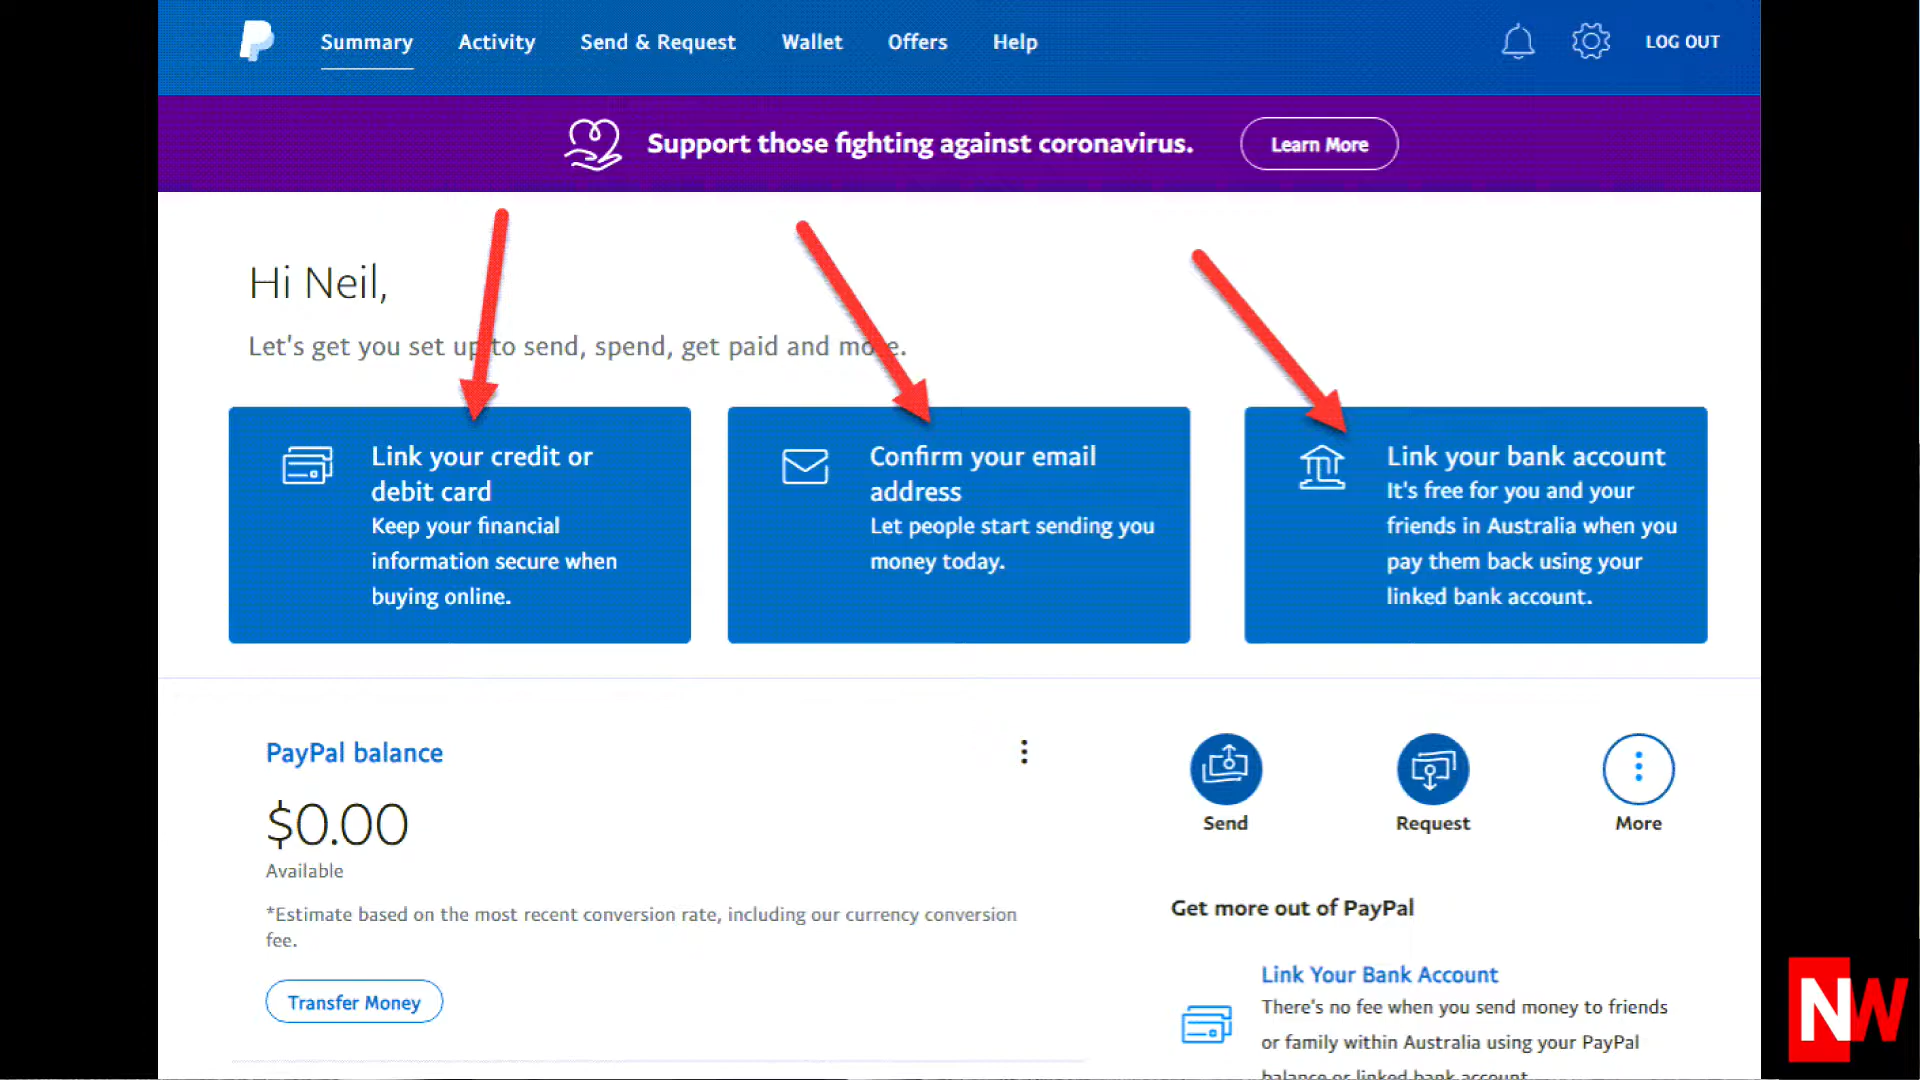 Summary Activity Send & Request Wallet Offers Help LOG OUT
Support those fighting against coronavirus. Learn More
Hi Neil,
Let's get you set up to send, spend, get paid and more.
Link your credit or
debit card
Keep your financial
information secure when
buying online.
Confirm your email
address
Let people start sending you
money today.
Link your bank account
It's free for you and your
friends in Australia when you
pay them back using your
linked bank account.
PayPal balance
$0.00
Available
*Estimate based on the most recent conversion rate, including our currency conversion
fee.
Transfer Money
Send Request More
Get more out of PayPal
Link Your Bank Account
There's no fee when you send money to friends
or family within Australia using your PayPal
balance or linked bank account.
NW